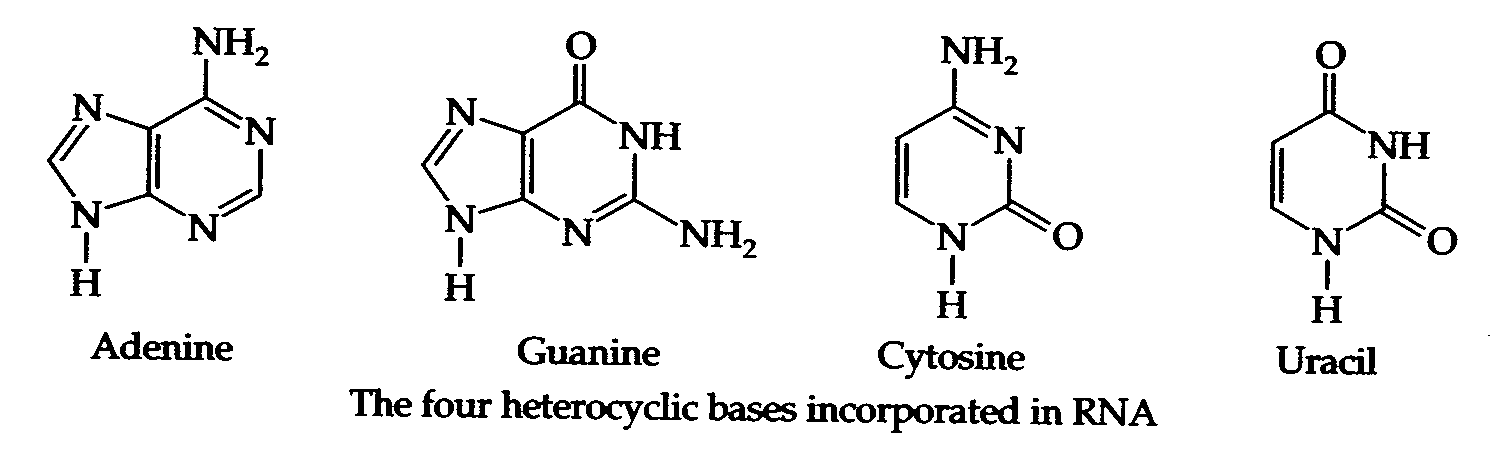 NH₂ O NH₂ O
N N N NH N NH
N N N N NH₂ N O N O
H H H H
Adenine Guanine Cytosine Uracil
The four heterocyclic bases incorporated in RNA